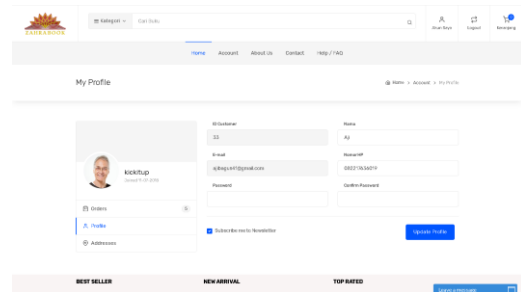 ZAHRABOOK
Kategori
Cari Buku
Akun Saya
Logout
Keranjang
Home
Account
About Us
Contact
Help / FAQ
My Profile
Home > Account > My Profile
ID Customer
33
Nama
Aji
kickitup
E-mail
Nomor HP
Password
Confirm Password
Orders
Profile
Addresses
Subscribe me to Newsletter
Update Profile
BEST SELLER
NEW ARRIVAL
TOP RATED
Leave a message